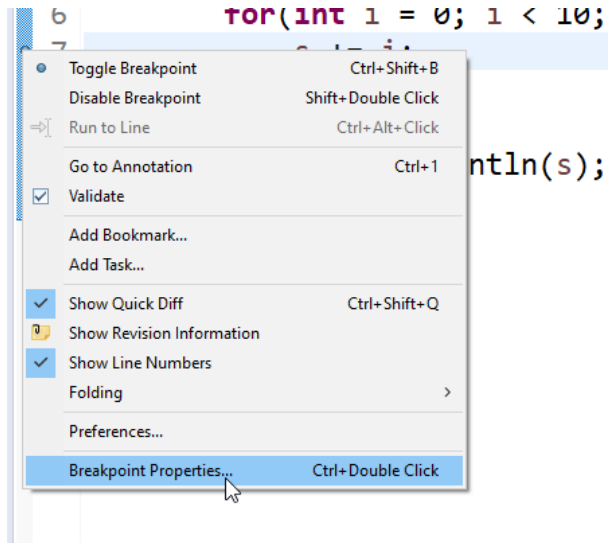 6 for(int i = 0; i < 10;
7
Toggle Breakpoint Ctrl+Shift+B
Disable Breakpoint Shift+Double Click
Run to Line Ctrl+Alt+Click
Go to Annotation Ctrl+1
ntln(s);
Validate
Add Bookmark...
Add Task...
Show Quick Diff Ctrl+Shift+Q
Show Revision Information
Show Line Numbers
Folding >
Preferences...
Breakpoint Properties... Ctrl+Double Click